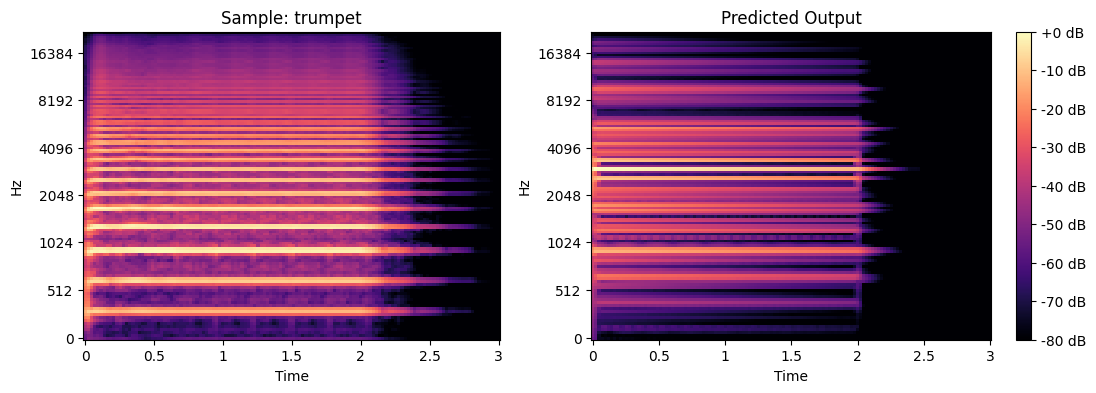 Sample: trumpet
Hz
16384
8192
4096
2048
1024
512
0
0
0.5
1
1.5
2
2.5
3
Time
Predicted Output
Hz
16384
8192
4096
2048
1024
512
0
0
0.5
1
1.5
2
2.5
3
Time
+0 dB
-10 dB
-20 dB
-30 dB
-40 dB
-50 dB
-60 dB
-70 dB
-80 dB